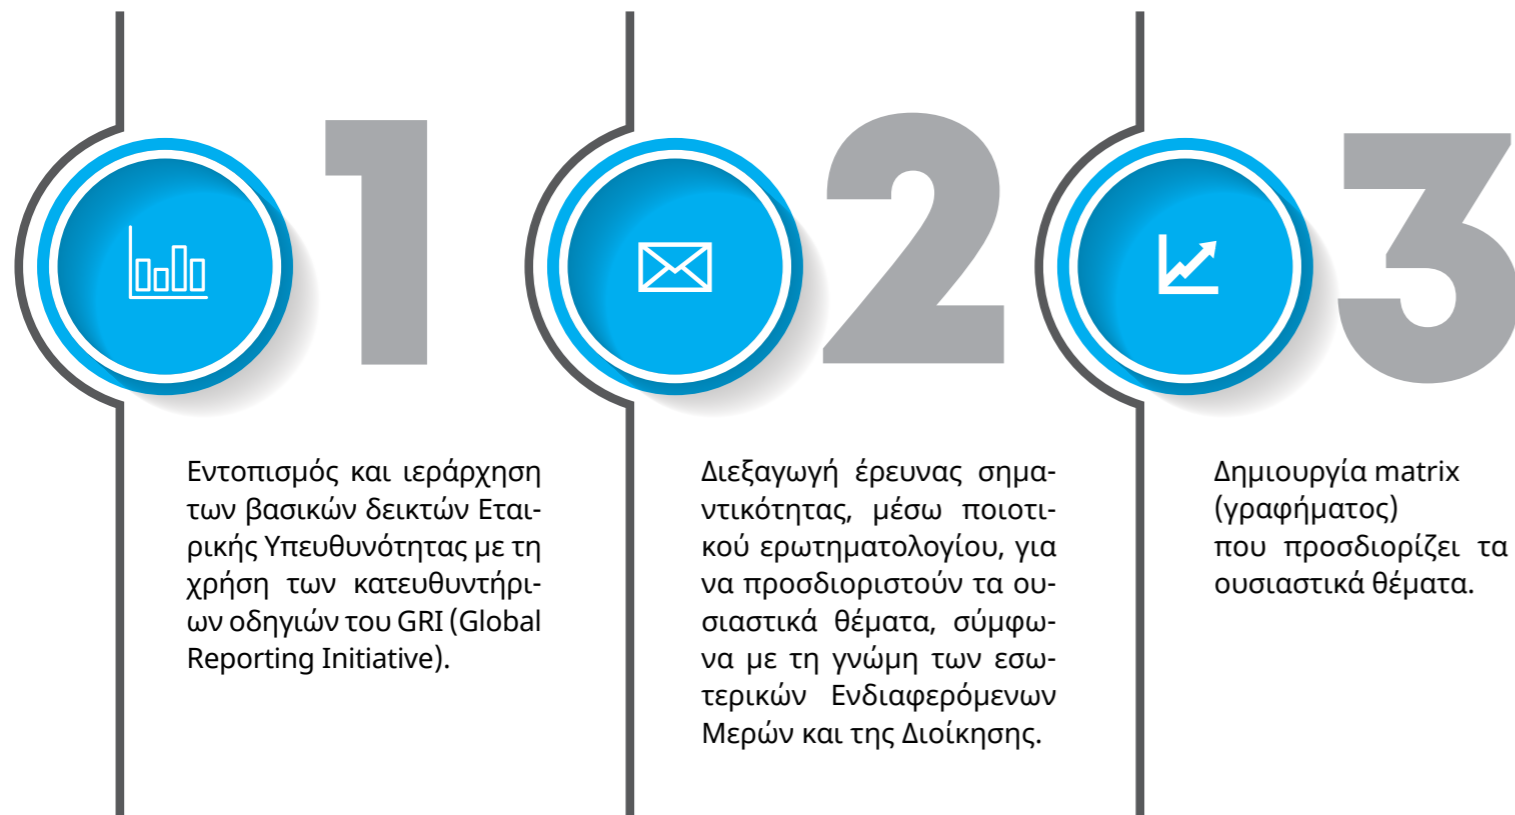 1
Εντοπισμός και ιεράρχηση
των βασικών δεικτών Εται-
ρικής Υπευθυνότητας με τη
χρήση των κατευθυντήρι-
ων οδηγιών του GRI (Global
Reporting Initiative).
2
Διεξαγωγή έρευνας σημα-
ντικότητας, μέσω ποιοτι-
κού ερωτηματολογίου, για
να προσδιοριστούν τα ου-
σιαστικά θέματα, σύμφω-
να με τη γνώμη των εσω-
τερικών Ενδιαφερόμενων
Μερών και της Διοίκησης.
3
Δημιουργία matrix
(γραφήματος)
που προσδιορίζει τα
ουσιαστικά θέματα.